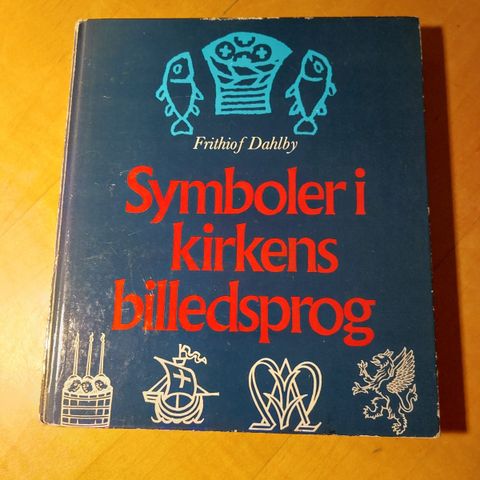 Frithiof Dahlby
Symboler i
kirkens
billedsprog